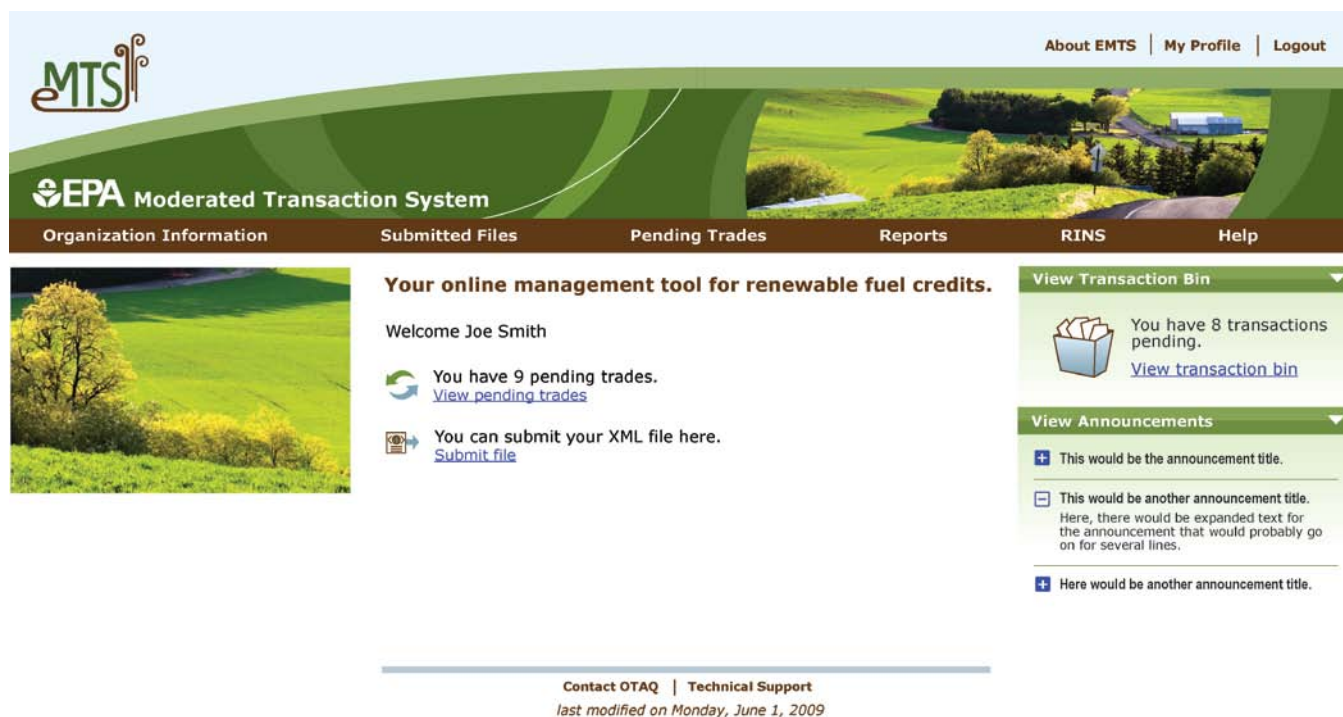 eMTS
About EMTS | My Profile | Logout
EPA Moderated Transaction System
Organization Information Submitted Files Pending Trades Reports RINS Help
Your online management tool for renewable fuel credits.
Welcome Joe Smith
You have 9 pending trades.
View pending trades
You can submit your XML file here.
Submit file
View Transaction Bin
You have 8 transactions
pending.
View transaction bin
View Announcements
This would be the announcement title.
This would be another announcement title.
Here, there would be expanded text for
the announcement that would probably go
on for several lines.
Here would be another announcement title.
Contact OTAQ | Technical Support
last modified on Monday, June 1, 2009